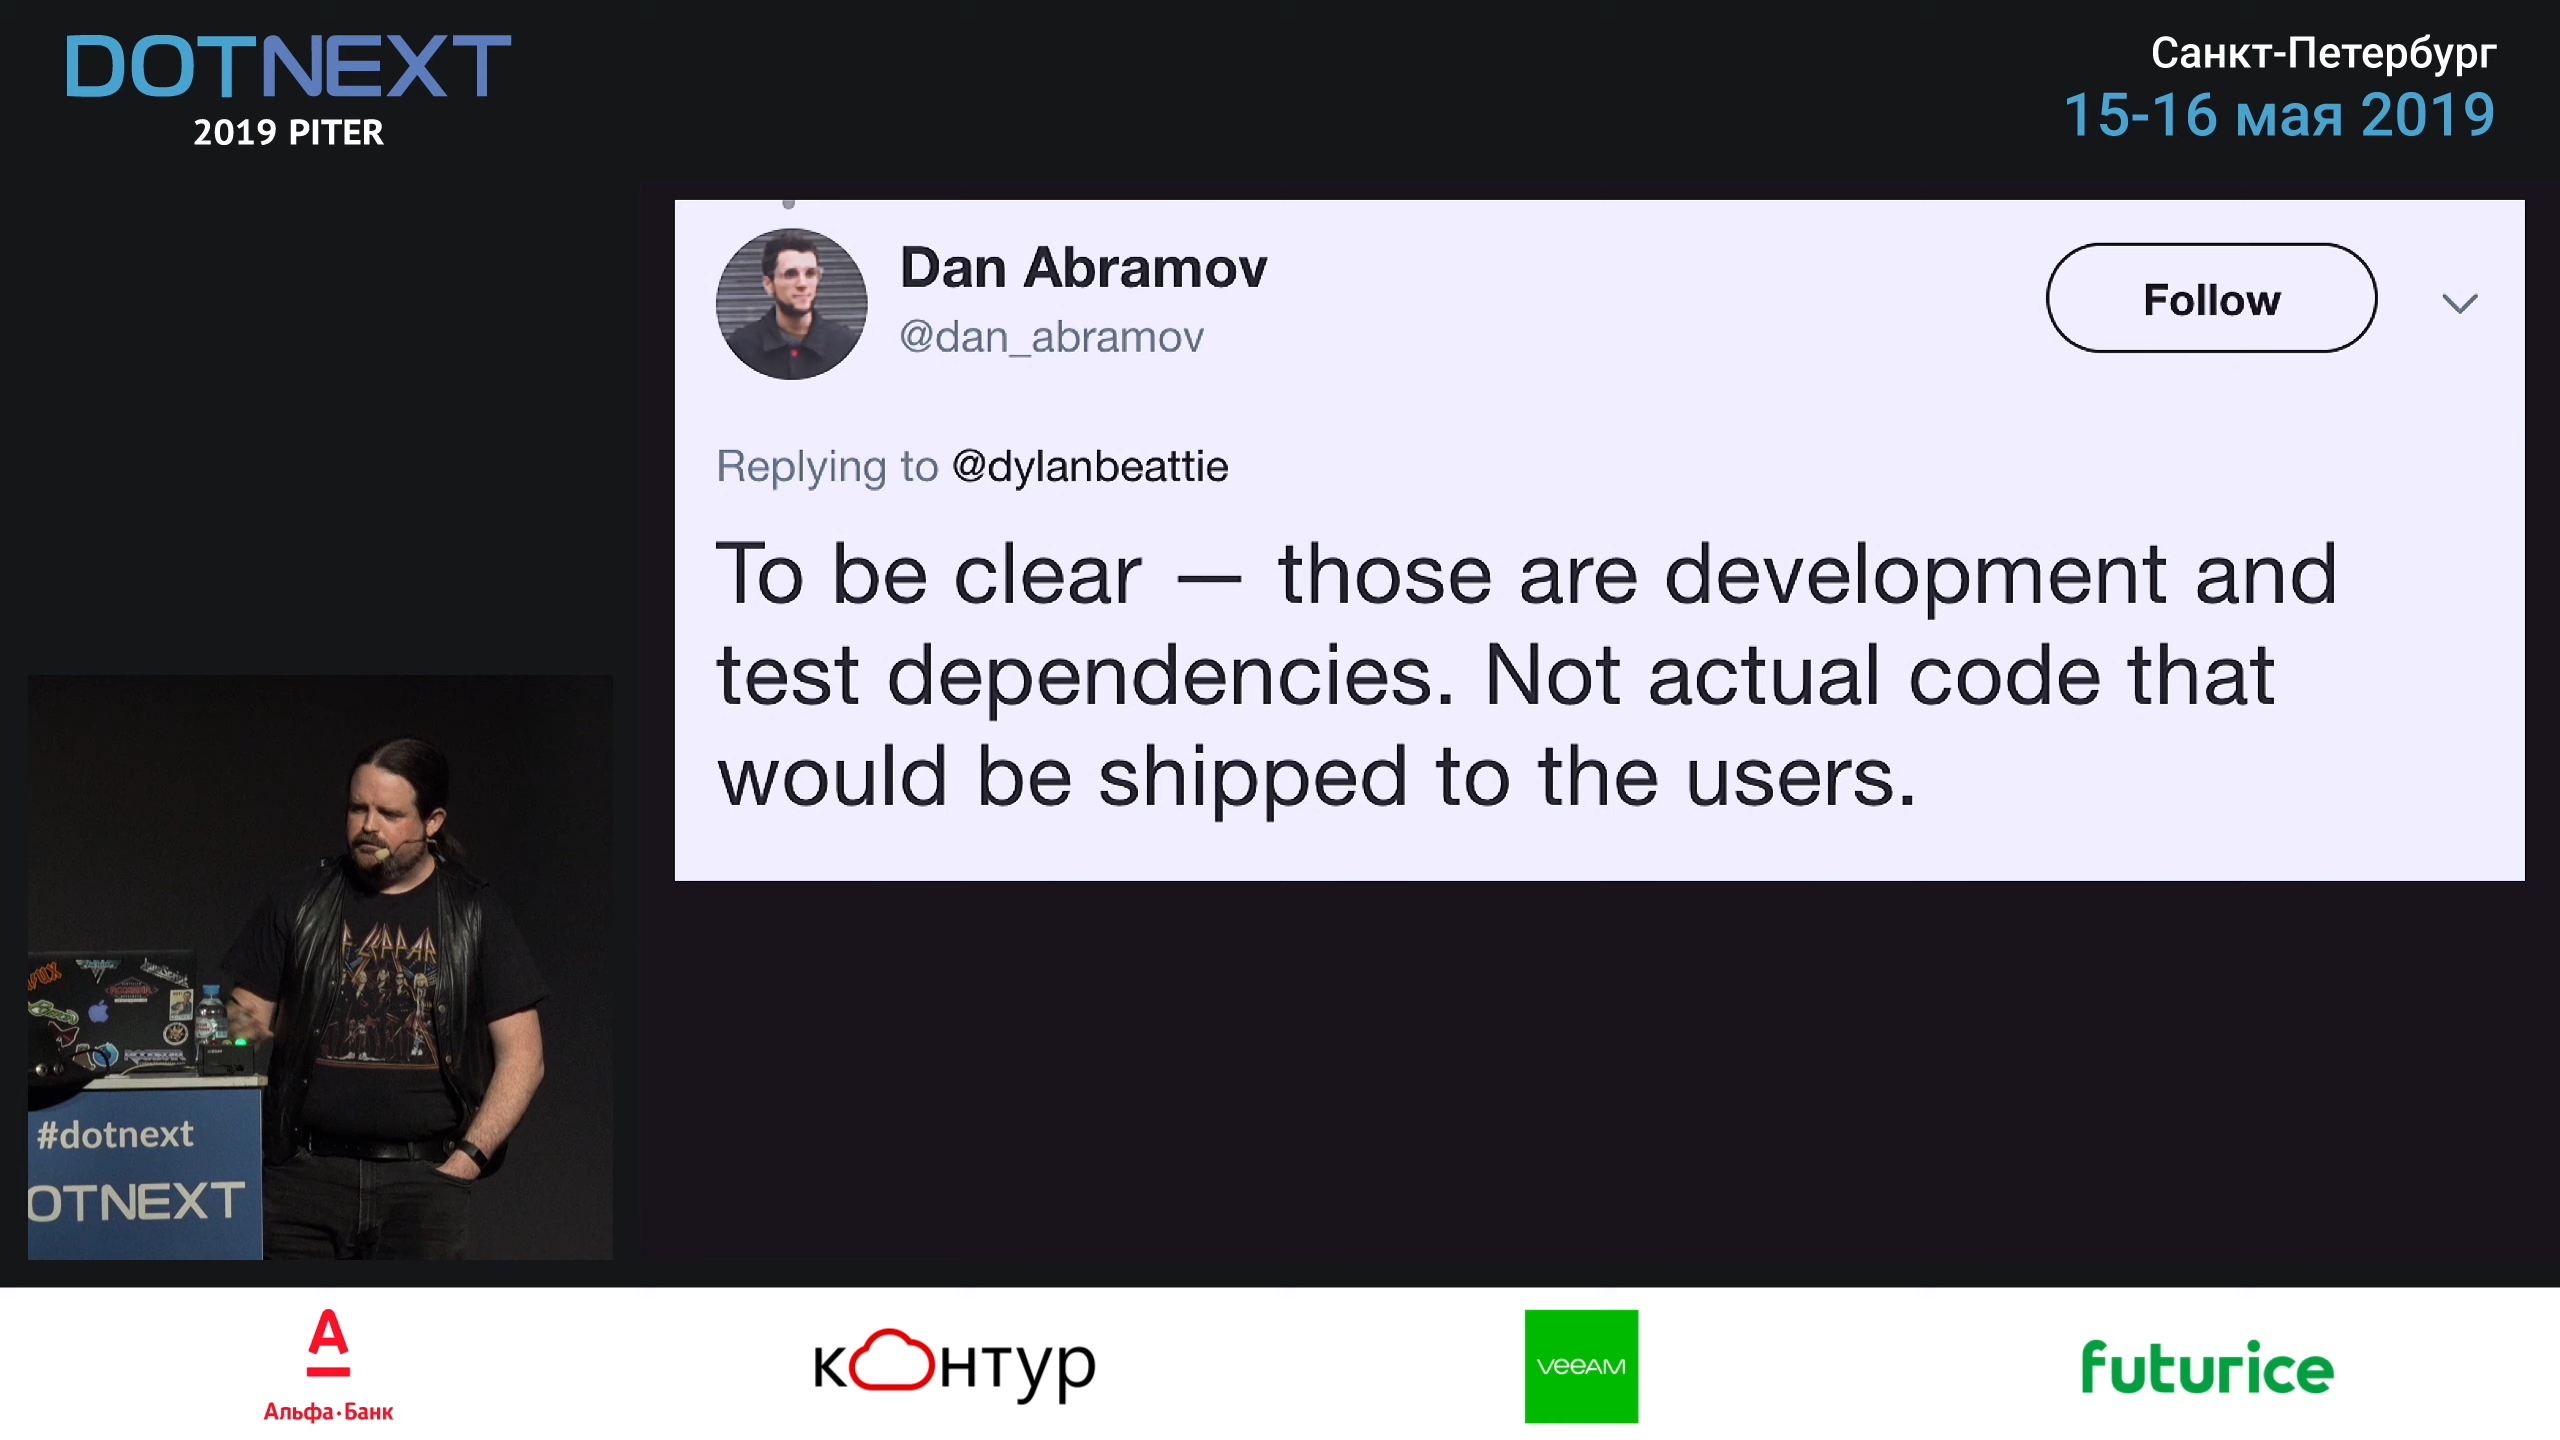 DOTNEXT
2019 PITER
Санкт-Петербург
15-16 мая 2019
Dan Abramov
@dan_abramov
Follow
Replying to @dylanbeattie
To be clear — those are development and
test dependencies. Not actual code that
would be shipped to the users.
#dotnext
OTNEXT
Альфа·Банк
контур
veeAM
futurice